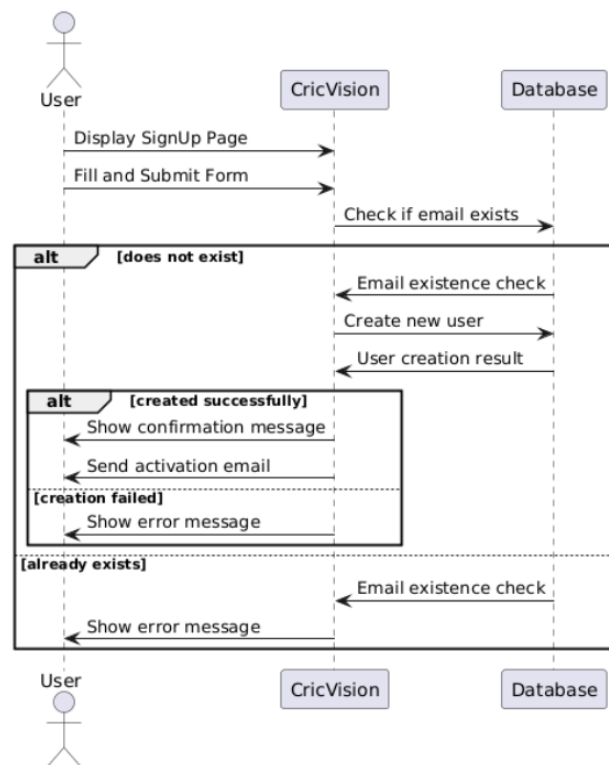 User
CricVision
Database
Display SignUp Page
Fill and Submit Form
Check if email exists
alt [does not exist]
Email existence check
Create new user
User creation result
alt [created successfully]
Show confirmation message
Send activation email
[creation failed]
Show error message
[already exists]
Email existence check
Show error message
User
CricVision
Database